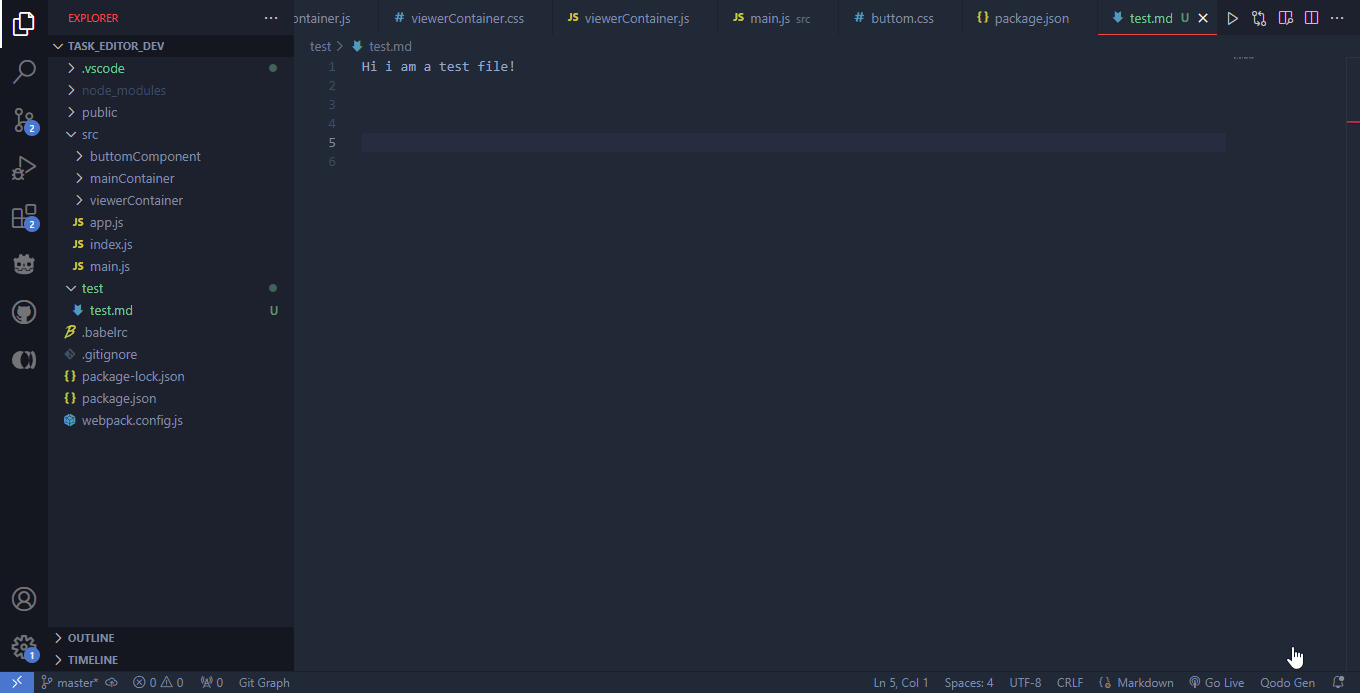 EXPLORER
ontainer.js
# viewerContainer.css
JS viewerContainer.js
JS main.js src
# buttom.css
{} package.json
test.md U
TASK_EDITOR_DEV
test > test.md
.vscode
node_modules
public
src
buttomComponent
mainContainer
viewerContainer
JS app.js
JS index.js
JS main.js
test
test.md U
.babelrc
.gitignore
{} package-lock.json
{} package.json
webpack.config.js
OUTLINE
TIMELINE
1 Hi i am a test file!
2
3
4
5
6
2
2
1
master* 0 0 0 Git Graph
Ln 5, Col 1 Spaces: 4 UTF-8 CRLF Markdown Go Live Qodo Gen